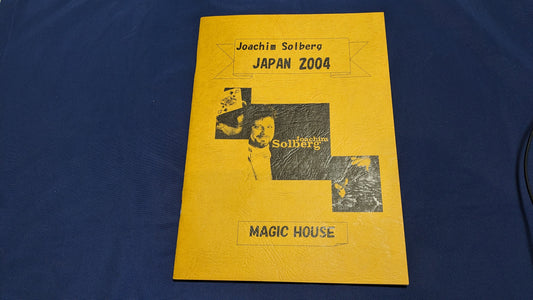 Joachim Solberg
JAPAN 2004
Joachim
Solberg
MAGIC HOUSE